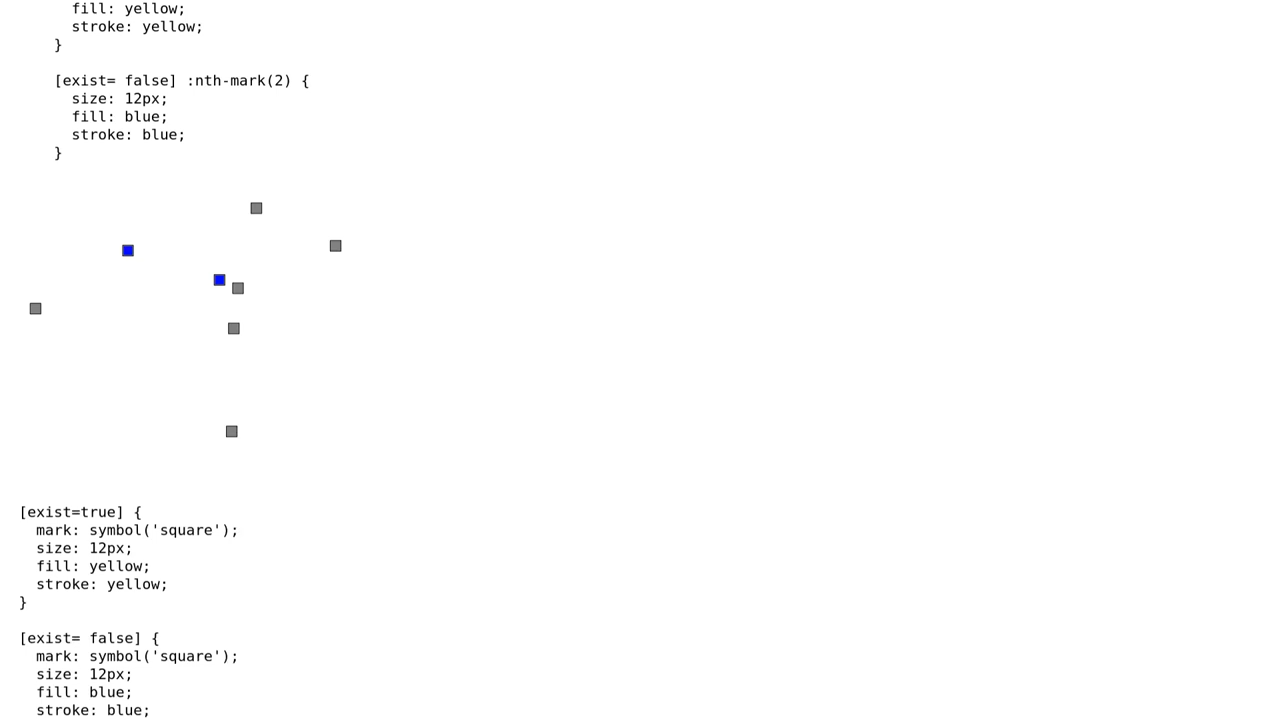 fill: yellow;
stroke: yellow;
}
[exist= false] :nth-mark(2) {
size: 12px;
fill: blue;
stroke: blue;
}
[exist=true] {
mark: symbol('square');
size: 12px;
fill: yellow;
stroke: yellow;
}
[exist= false] {
mark: symbol('square');
size: 12px;
fill: blue;
stroke: blue;